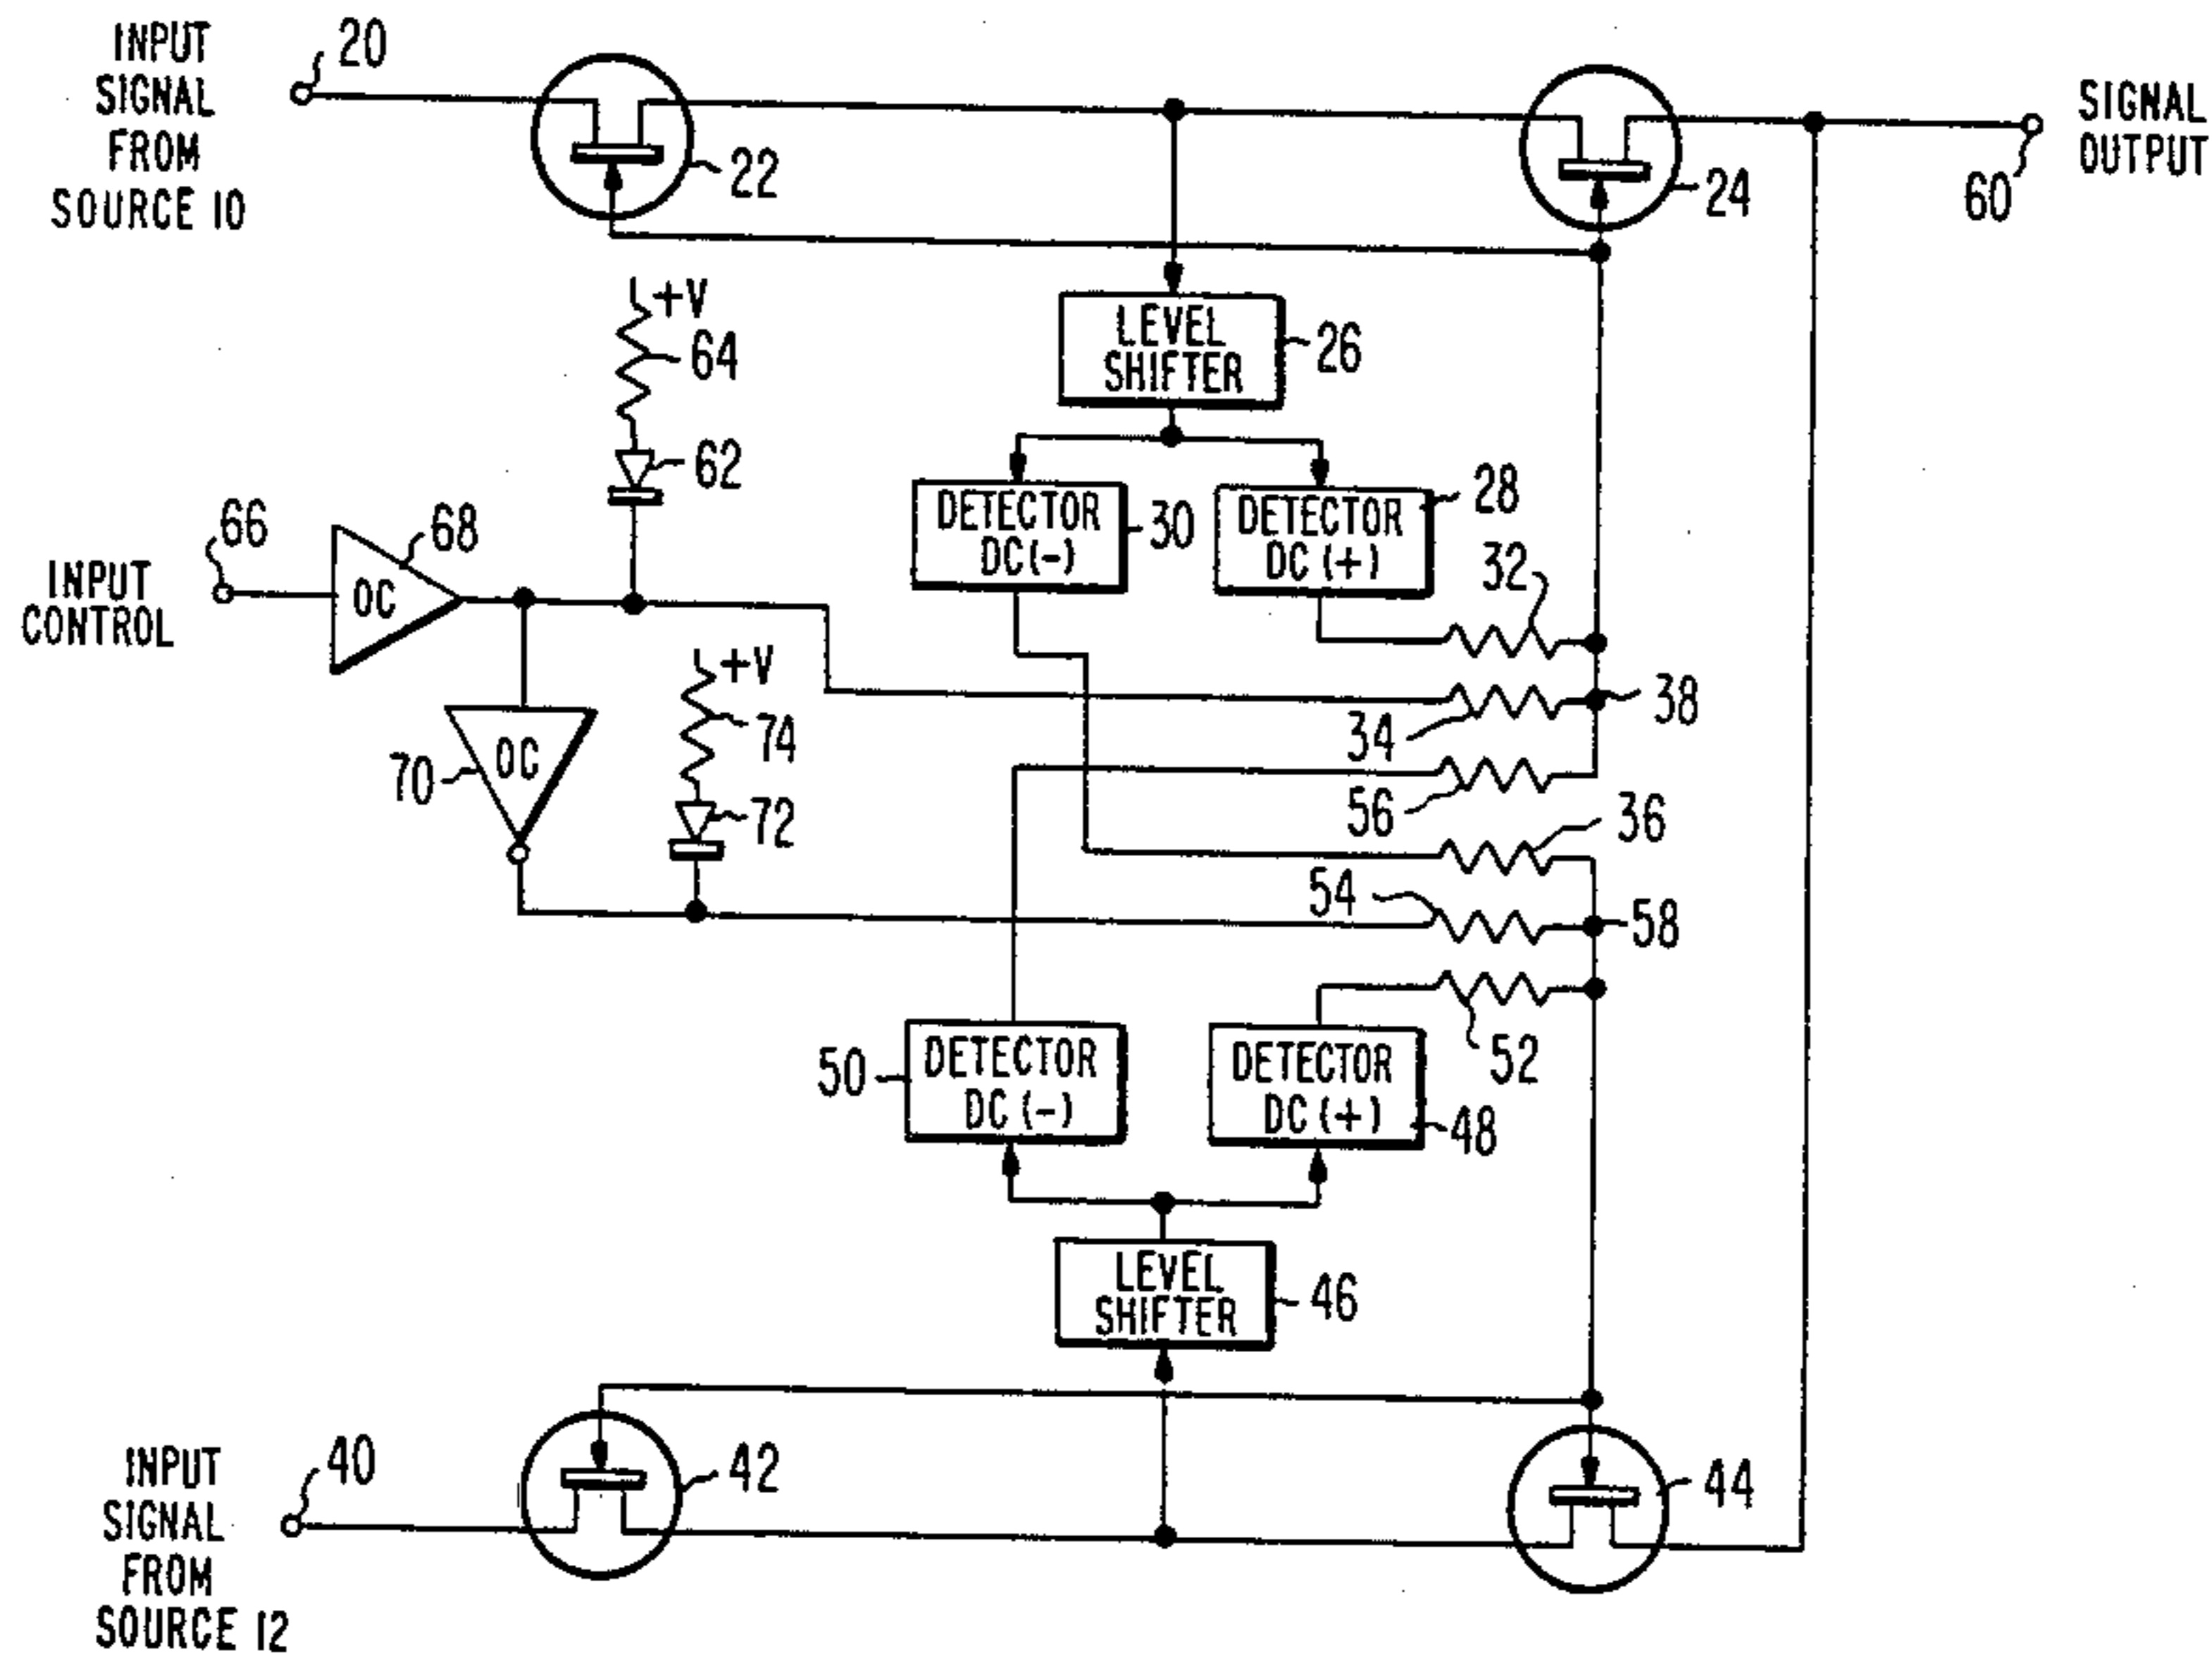 INPUT
SIGNAL
FROM
SOURCE 10
20
22
24
SIGNAL
OUTPUT
60
+V
64
62
LEVEL
SHIFTER
26
66
68
OC
INPUT
CONTROL
DETECTOR
DC(-)
30
DETECTOR
DC (+)
28
32
38
34
56
36
+V
74
72
70
OC
54
58
52
50
DETECTOR
DC (-)
DETECTOR
DC (+)
48
LEVEL
SHIFTER
46
INPUT
SIGNAL
FROM
SOURCE 12
40
42
44